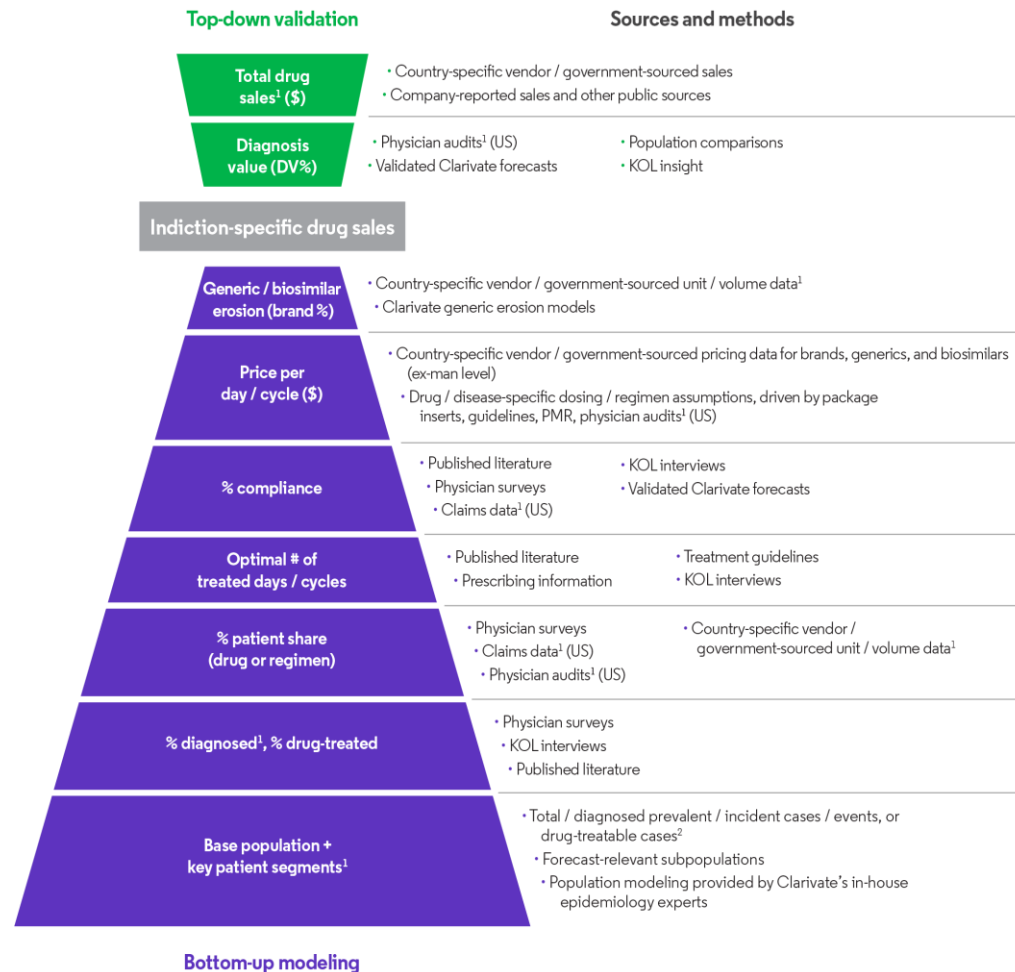 Top-down validation
Sources and methods
Total drug
sales¹ ($)
• Country-specific vendor / government-sourced sales
• Company-reported sales and other public sources
Diagnosis
value (DV%)
• Physician audits¹ (US)
• Validated Clarivate forecasts
• Population comparisons
• KOL insight
Indiction-specific drug sales
Generic / biosimilar
erosion (brand %)
• Country-specific vendor / government-sourced unit / volume data¹
• Clarivate generic erosion models
Price per
day / cycle ($)
• Country-specific vendor / government-sourced pricing data for brands, generics, and biosimilars
(ex-man level)
• Drug / disease-specific dosing / regimen assumptions, driven by package
inserts, guidelines, PMR, physician audits¹ (US)
% compliance
• Published literature
• Physician surveys
• Claims data¹ (US)
• KOL interviews
• Validated Clarivate forecasts
Optimal # of
treated days / cycles
• Published literature
• Prescribing information
• Treatment guidelines
• KOL interviews
% patient share
(drug or regimen)
• Physician surveys
• Claims data¹ (US)
• Physician audits¹ (US)
• Country-specific vendor /
government-sourced unit / volume data¹
% diagnosed¹, % drug-treated
• Physician surveys
• KOL interviews
• Published literature
Base population +
key patient segments¹
• Total / diagnosed prevalent / incident cases / events, or
drug-treatable cases²
• Forecast-relevant subpopulations
• Population modeling provided by Clarivate's in-house
epidemiology experts
Bottom-up modeling